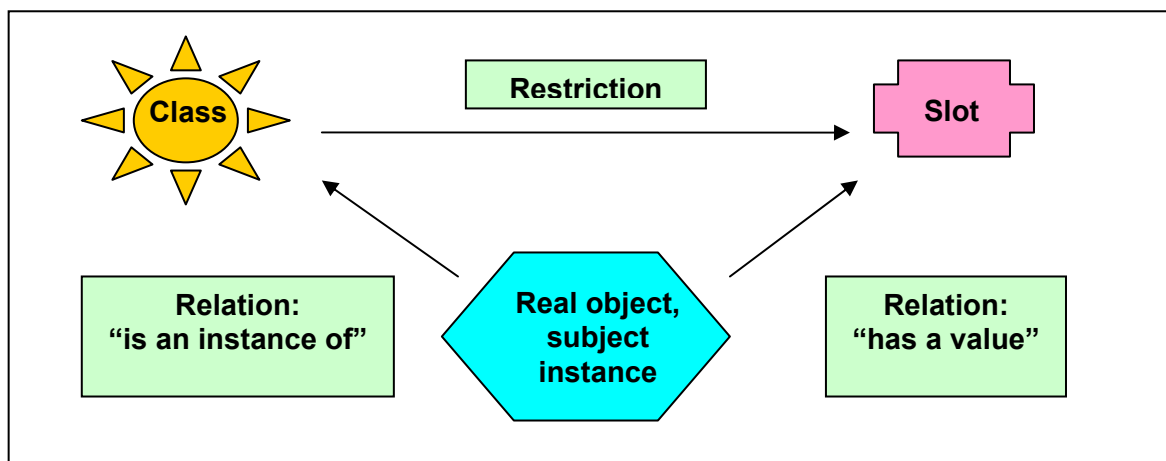 Class
Restriction
Slot
Relation:
“is an instance of”
Real object,
subject
instance
Relation:
“has a value”